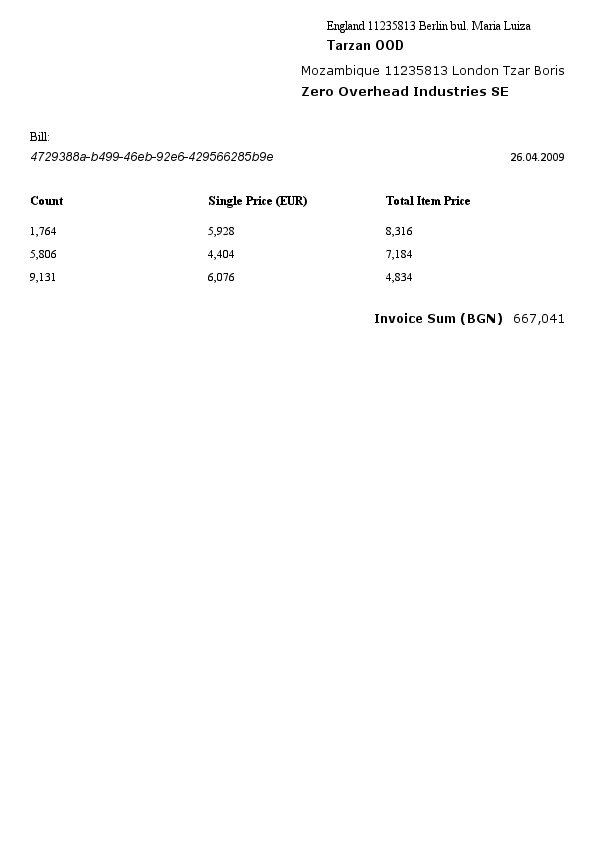 England 11235813 Berlin bul. Maria Luiza
Tarzan OOD
Mozambique 11235813 London Tzar Boris
Zero Overhead Industries SE
Bill:
4729388a-b499-46eb-92e6-429566285b9e 26.04.2009
Count Single Price (EUR) Total Item Price
1,764 5,928 8,316
5,806 4,404 7,184
9,131 6,076 4,834
Invoice Sum (BGN) 667,041